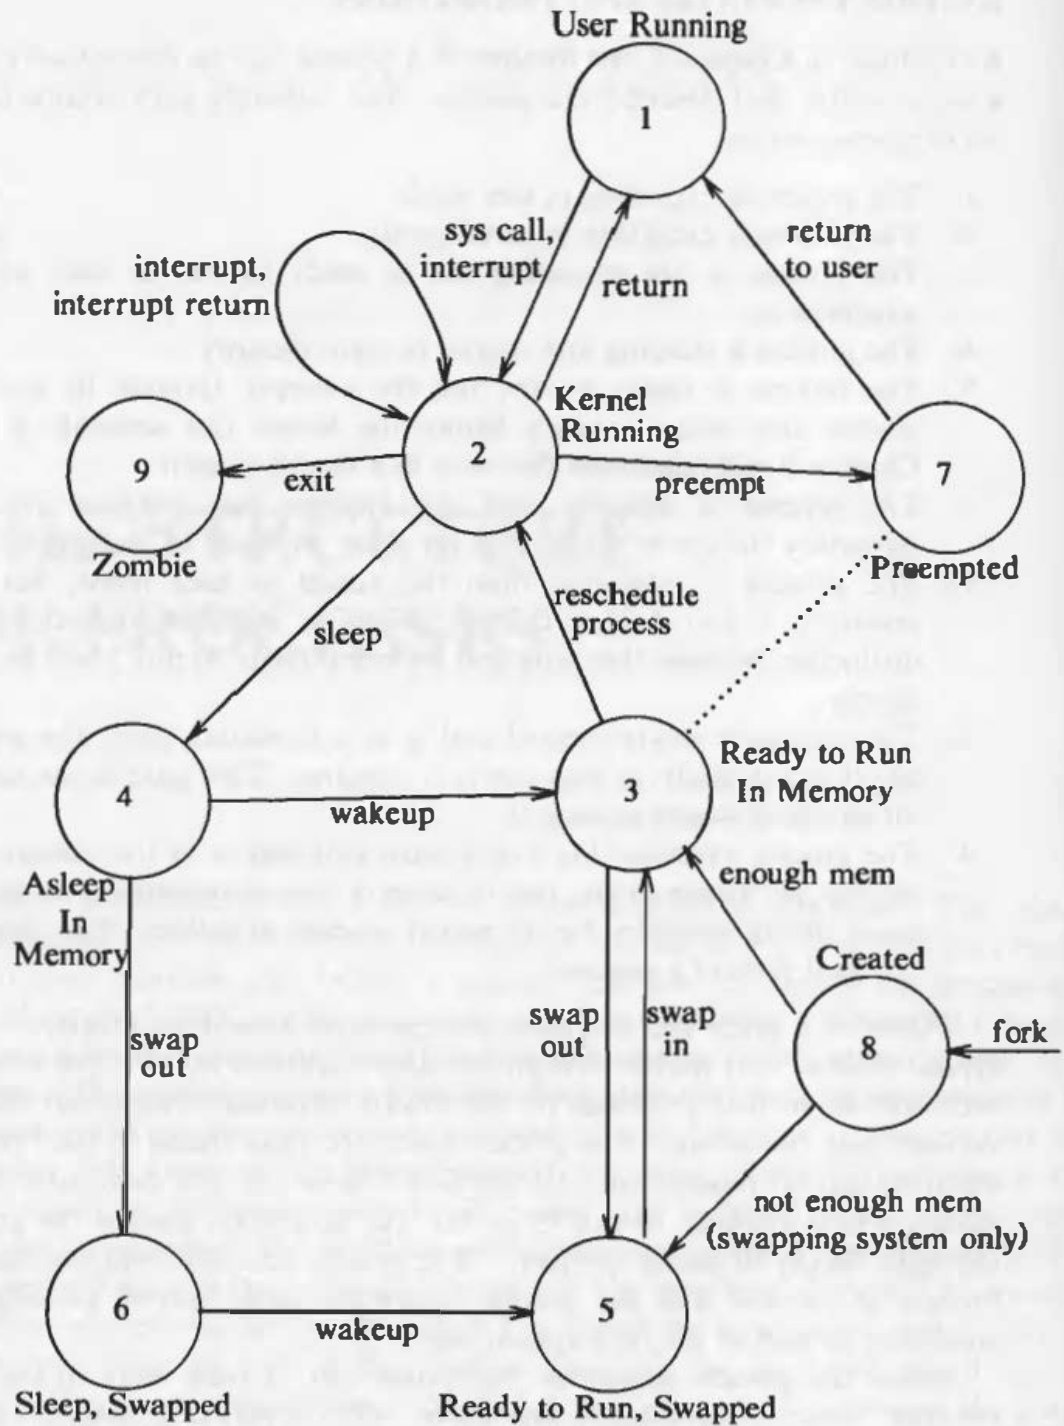 User Running
1
sys call,
interrupt
return
return
to user
interrupt,
interrupt return
Kernel
Running
2
9
exit
Zombie
preempt
7
Preempted
sleep
reschedule
process
4
wakeup
3
Ready to Run
In Memory
Asleep
In
Memory
enough mem
Created
8
fork
swap
out
swap
out
swap
in
not enough mem
(swapping system only)
6
wakeup
5
Sleep, Swapped
Ready to Run, Swapped